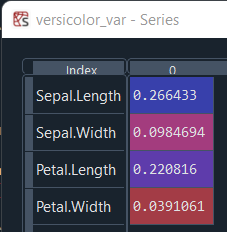 versicolor_var - Series
Index 0
Sepal.Length 0.266433
Sepal.Width 0.0984694
Petal.Length 0.220816
Petal.Width 0.0391061